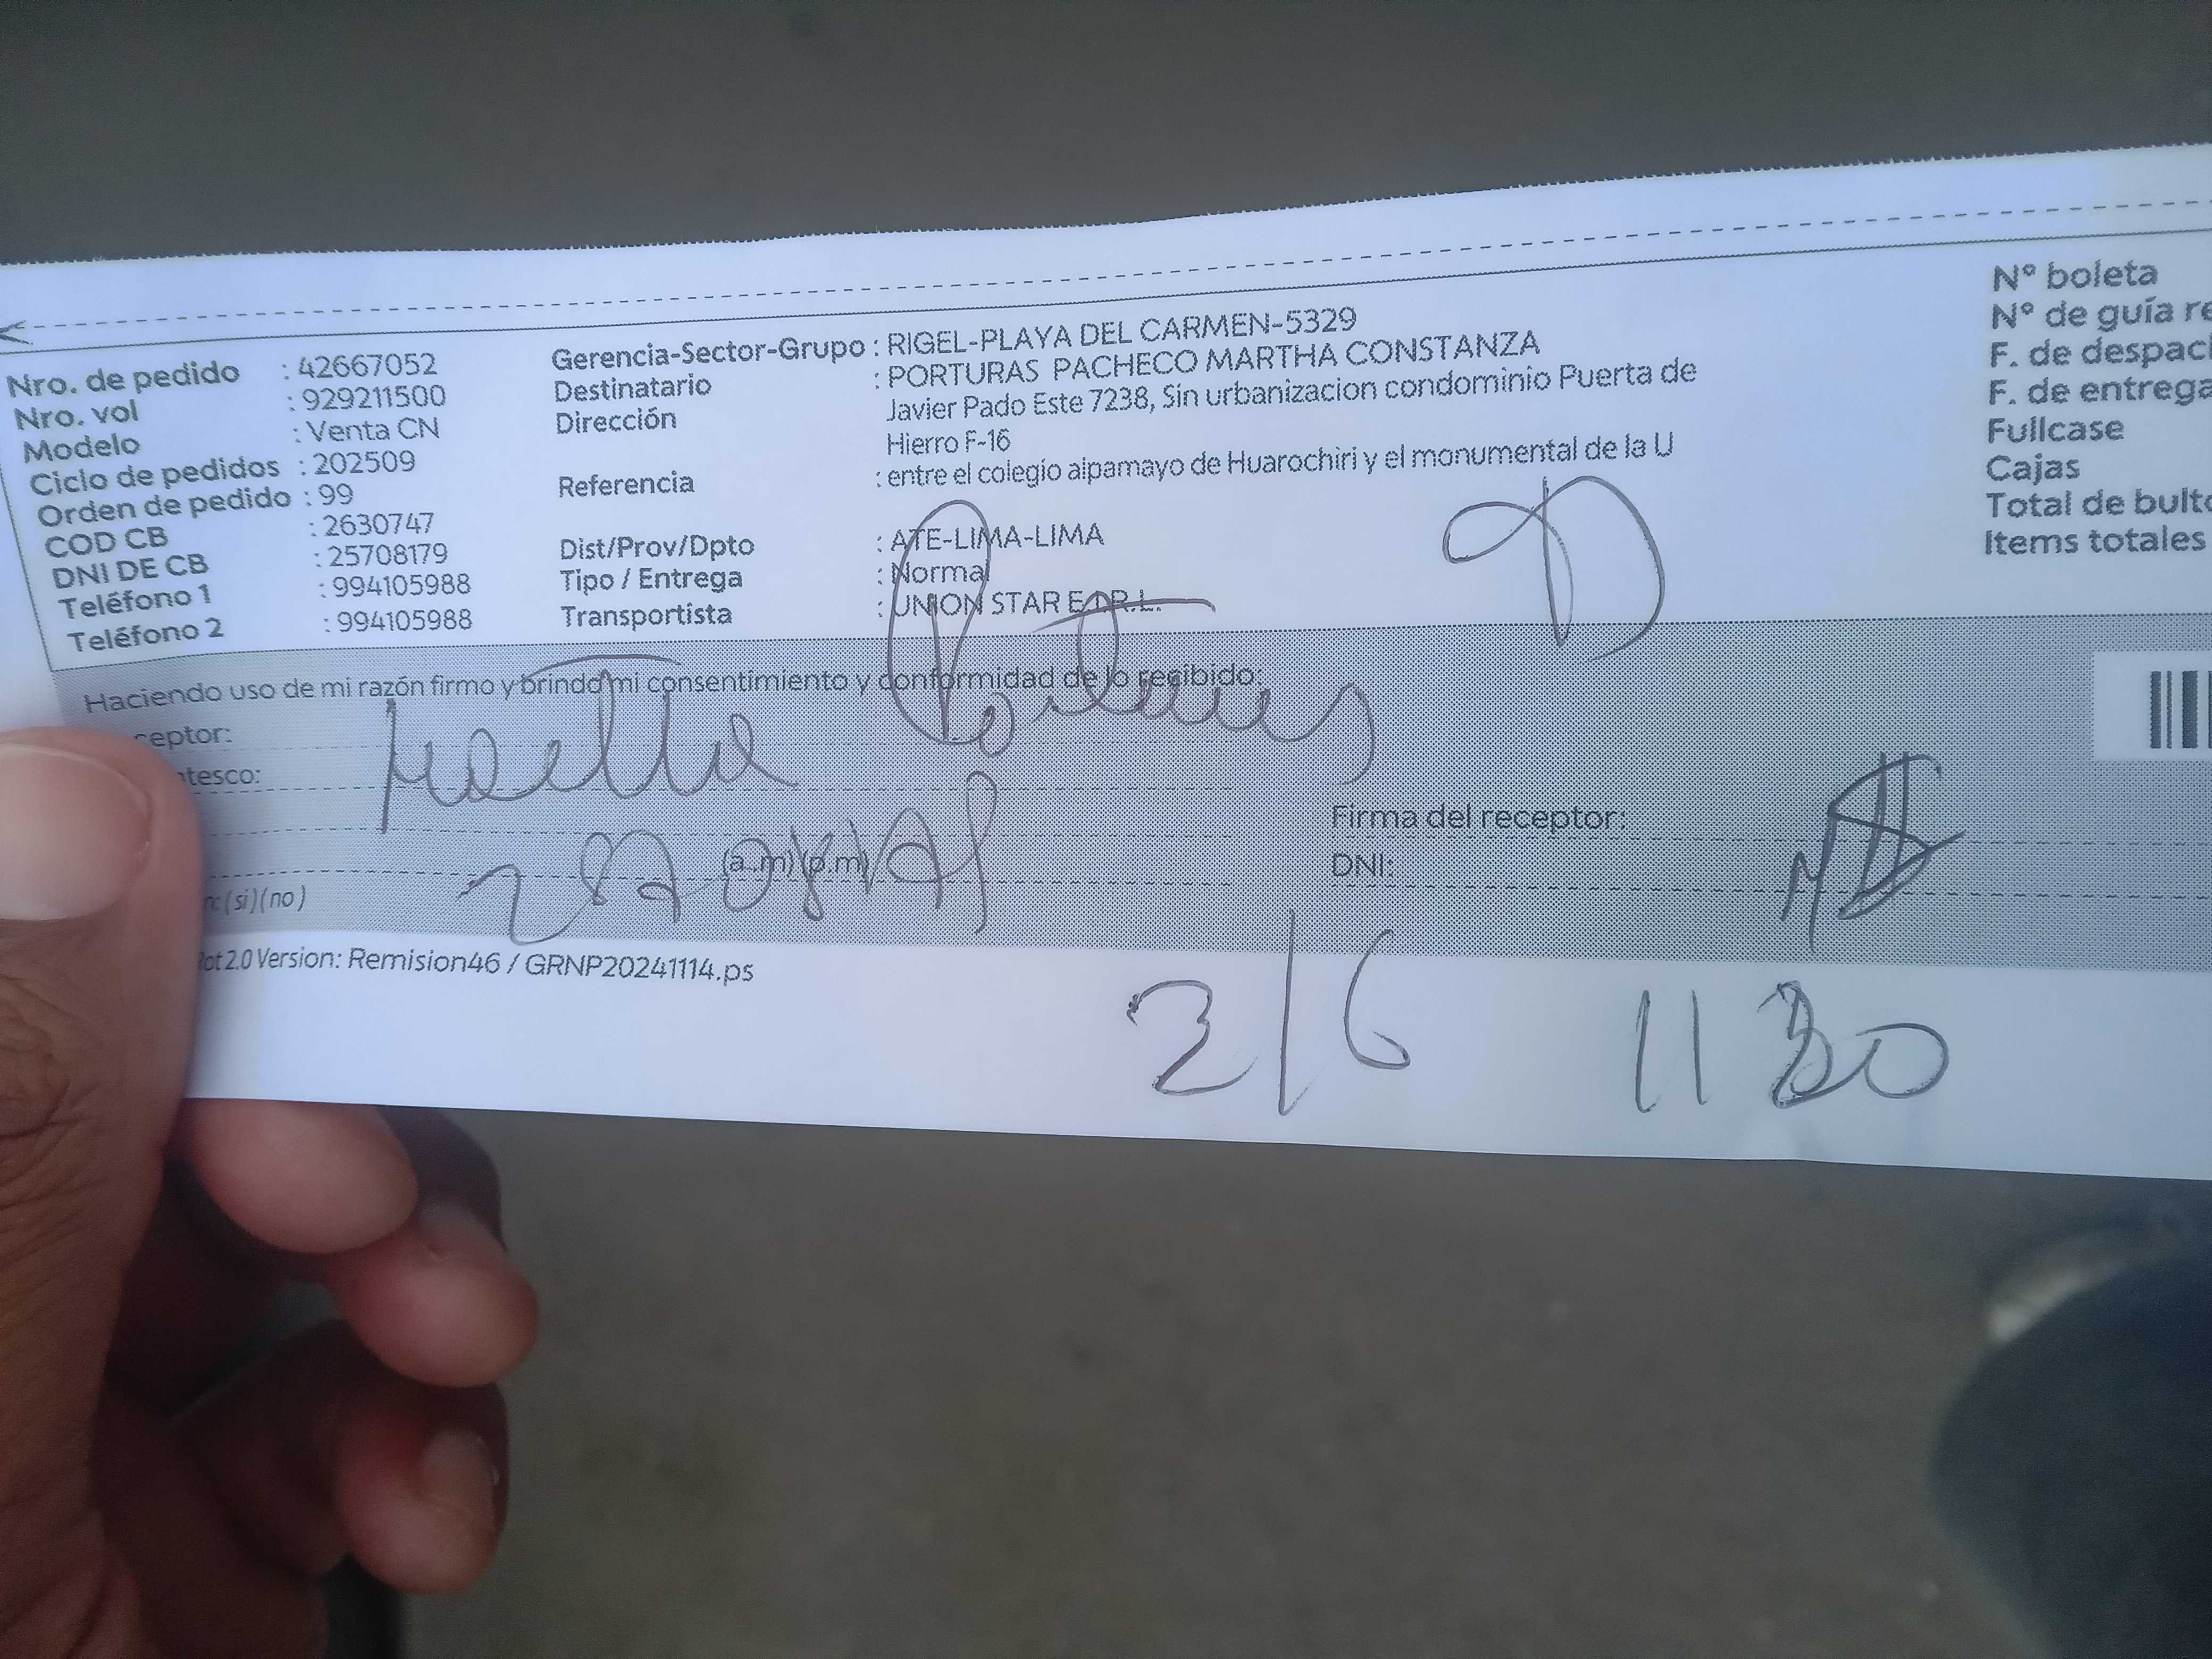 Nro. de pedido : 42667052
Nro. vol : 929211500
Modelo : Venta CN
Ciclo de pedidos : 202509
Orden de pedido : 99
COD CB : 2630747
DNI DE CB : 25708179
Teléfono 1 : 994105988
Teléfono 2 : 994105988
Gerencia-Sector-Grupo : RIGEL-PLAYA DEL CARMEN-5329
Destinatario : PORTURAS PACHECO MARTHA CONSTANZA
Dirección Javier Pado Este 7238, Sin urbanizacion condominio Puerta de
Hierro F-16
Referencia : entre el colegio aipamayo de Huarochiri y el monumental de la U
Dist/Prov/Dpto : ATE-LIMA-LIMA
Tipo / Entrega : Normal
Transportista : UNION STAR E.I.R.L.
N° boleta
N° de guía re
F. de despac
F. de entrega
Fullcase
Cajas
Total de bulto
Items totales
Haciendo uso de mi razón firmo y brindo mi consentimiento y conformidad de lo recibido:
ceptor:
Martha Porturas
ntesco:
Firma del receptor:
(a.m)(p.m)
DNI:
n: (si)(no)
ot 2.0 Version: Remision46 / GRNP20241114.ps
2/6 11 30